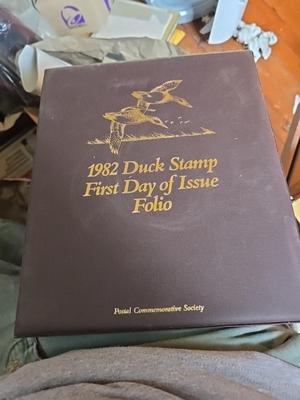 1982 Duck Stamp
First Day of Issue
Folio
Postal Commemorative Society